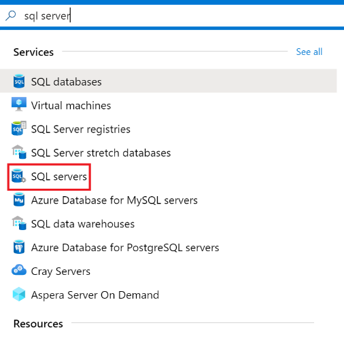 sql server
Services See all
SQL databases
Virtual machines
SQL Server registries
SQL Server stretch databases
SQL servers
Azure Database for MySQL servers
SQL data warehouses
Azure Database for PostgreSQL servers
Cray Servers
Aspera Server On Demand
Resources